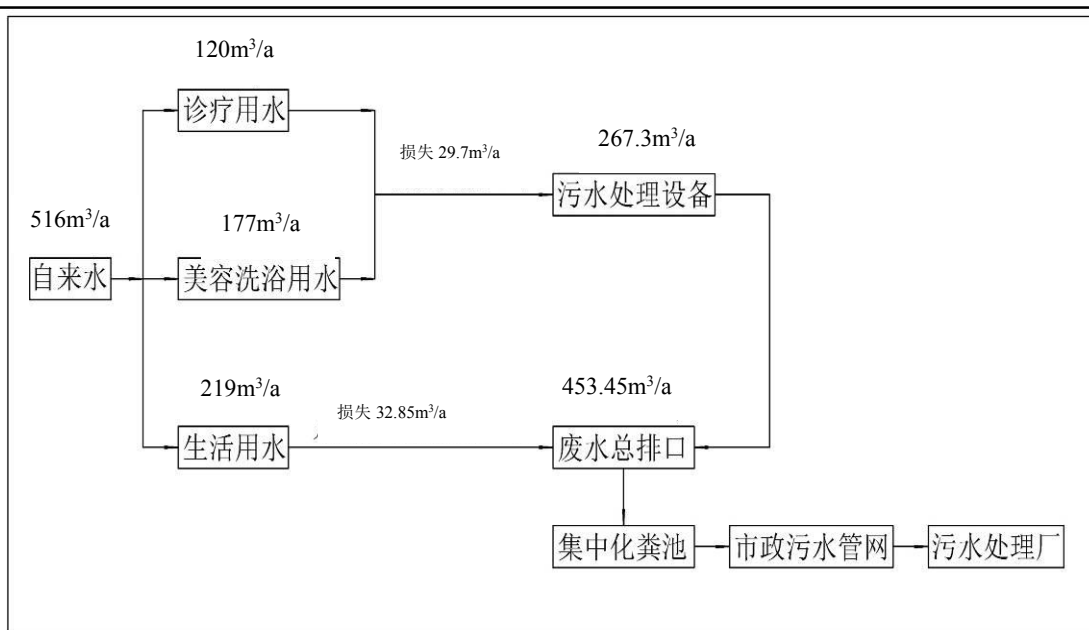 120m³/a
诊疗用水
损失 29.7m³/a
267.3m³/a
污水处理设备
516m³/a
177m³/a
自来水
美容洗浴用水
219m³/a
损失 32.85m³/a
453.45m³/a
生活用水
废水总排口
集中化粪池
市政污水管网
污水处理厂